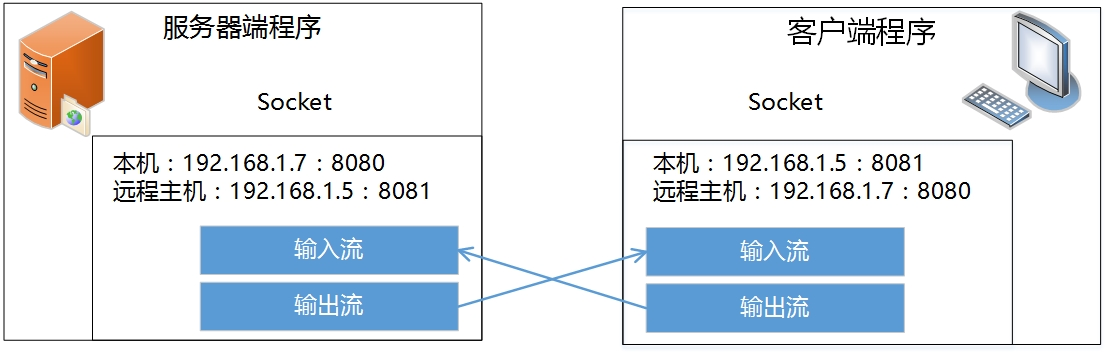 服务器端程序
Socket
本机：192.168.1.7：8080
远程主机：192.168.1.5：8081
输入流
输出流
客户端程序
Socket
本机：192.168.1.5：8081
远程主机：192.168.1.7：8080
输入流
输出流